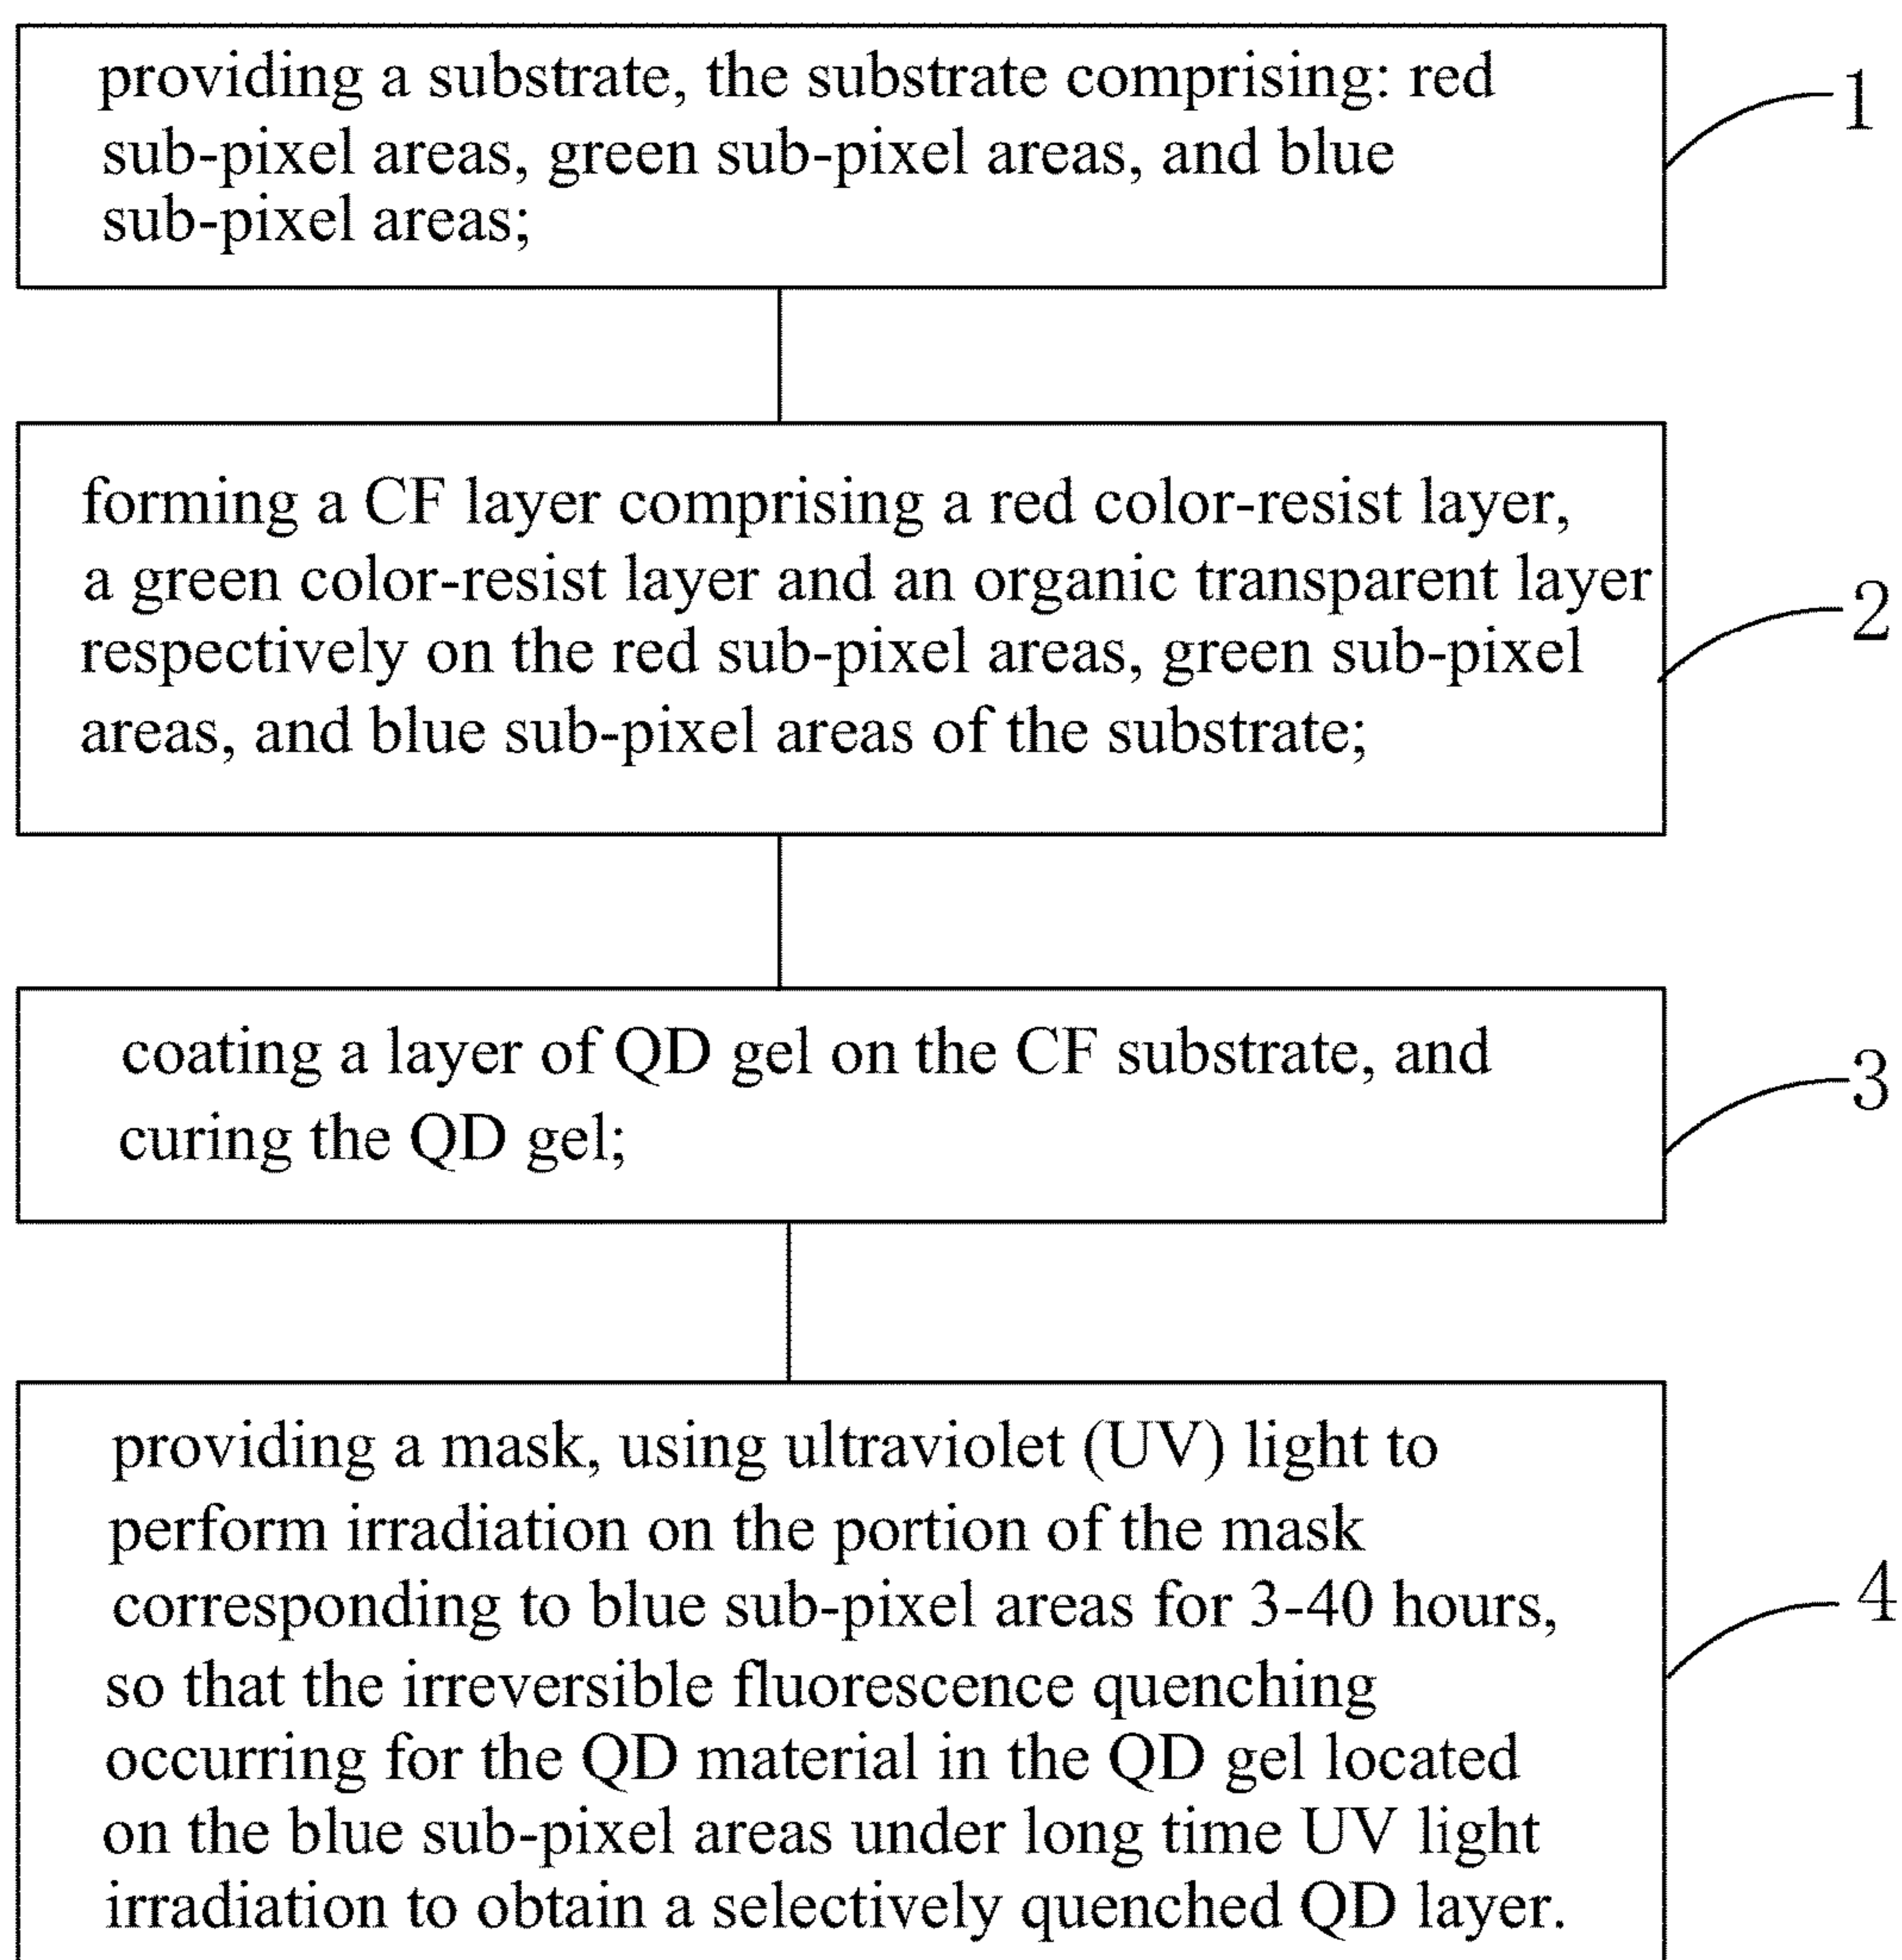 providing a substrate, the substrate comprising: red
sub-pixel areas, green sub-pixel areas, and blue
sub-pixel areas;
1
forming a CF layer comprising a red color-resist layer,
a green color-resist layer and an organic transparent layer
respectively on the red sub-pixel areas, green sub-pixel
areas, and blue sub-pixel areas of the substrate;
2
coating a layer of QD gel on the CF substrate, and
curing the QD gel;
3
providing a mask, using ultraviolet (UV) light to
perform irradiation on the portion of the mask
corresponding to blue sub-pixel areas for 3-40 hours,
so that the irreversible fluorescence quenching
occurring for the QD material in the QD gel located
on the blue sub-pixel areas under long time UV light
irradiation to obtain a selectively quenched QD layer.
4